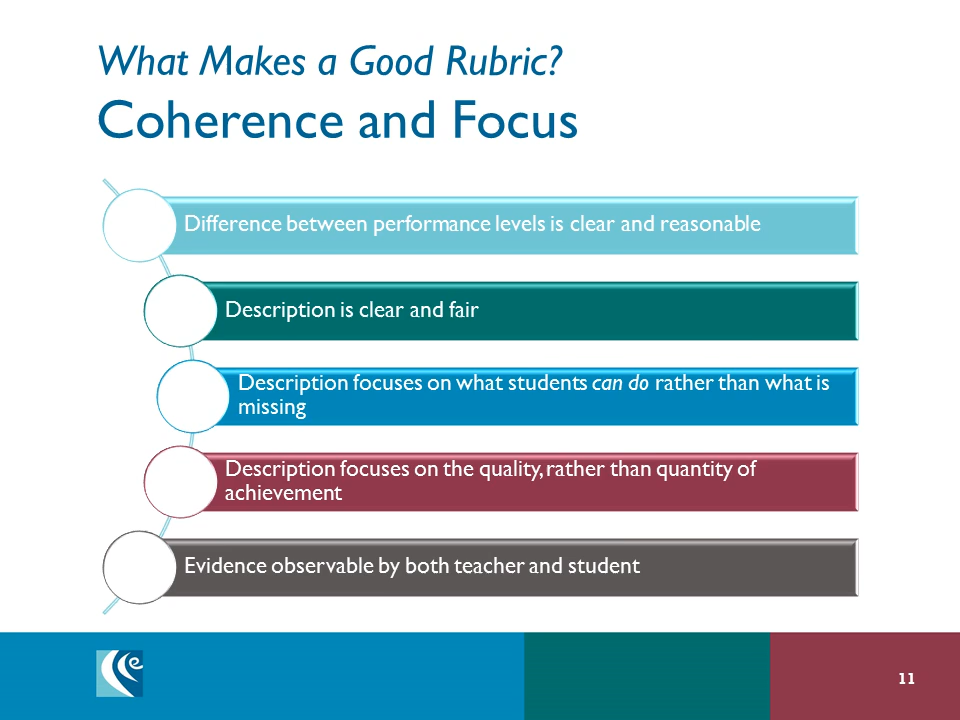 What Makes a Good Rubric?
Coherence and Focus
Difference between performance levels is clear and reasonable
Description is clear and fair
Description focuses on what students can do rather than what is
missing
Description focuses on the quality, rather than quantity of
achievement
Evidence observable by both teacher and student
e
11